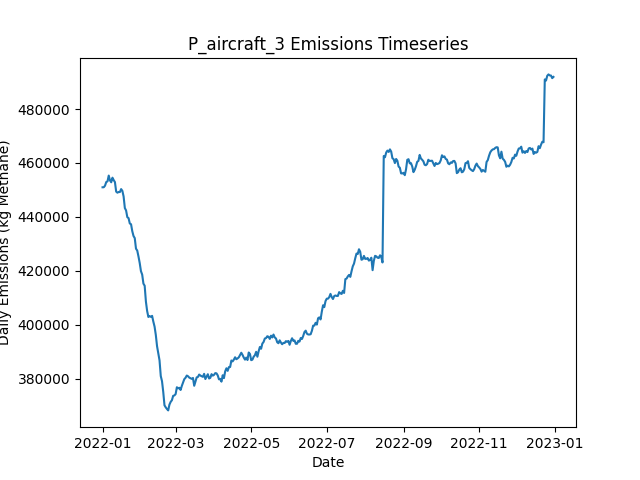 P_aircraft_3 Emissions Timeseries
480000
460000
440000
420000
400000
380000
Daily Emissions (kg Methane)
2022-01 2022-03 2022-05 2022-07 2022-09 2022-11 2023-01
Date